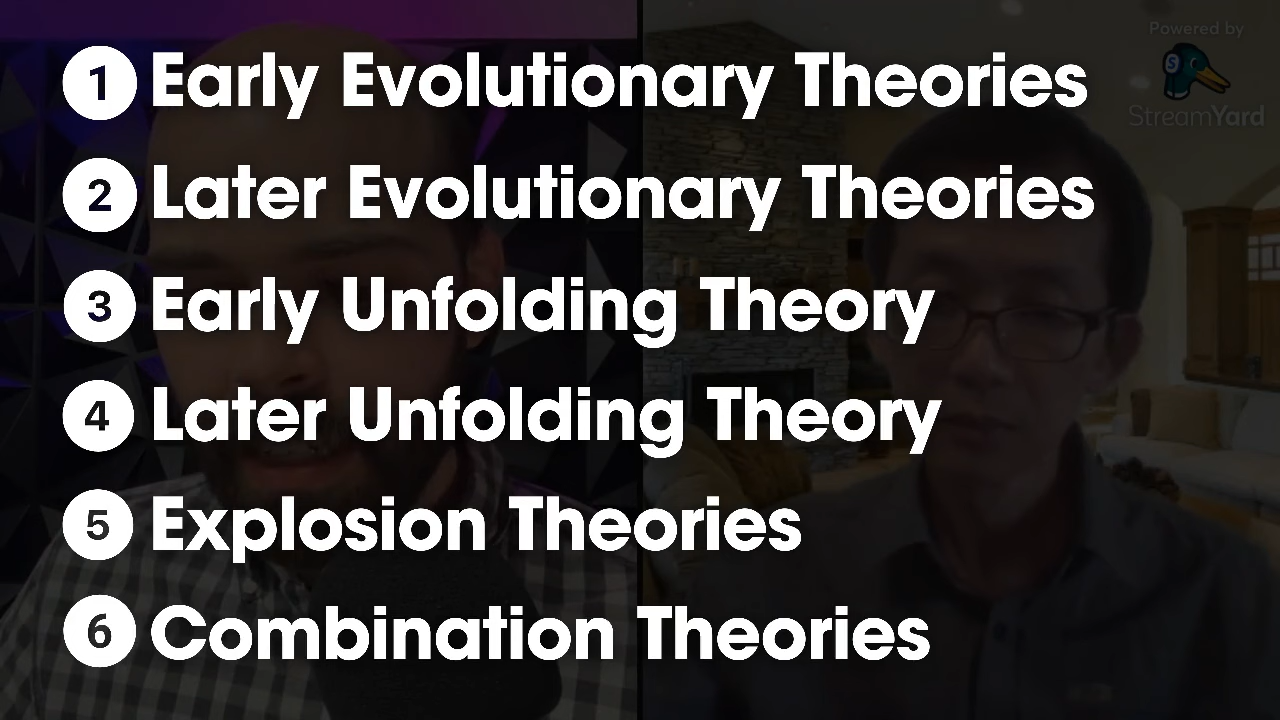 Powered by
StreamYard
1 Early Evolutionary Theories
2 Later Evolutionary Theories
3 Early Unfolding Theory
4 Later Unfolding Theory
5 Explosion Theories
6 Combination Theories